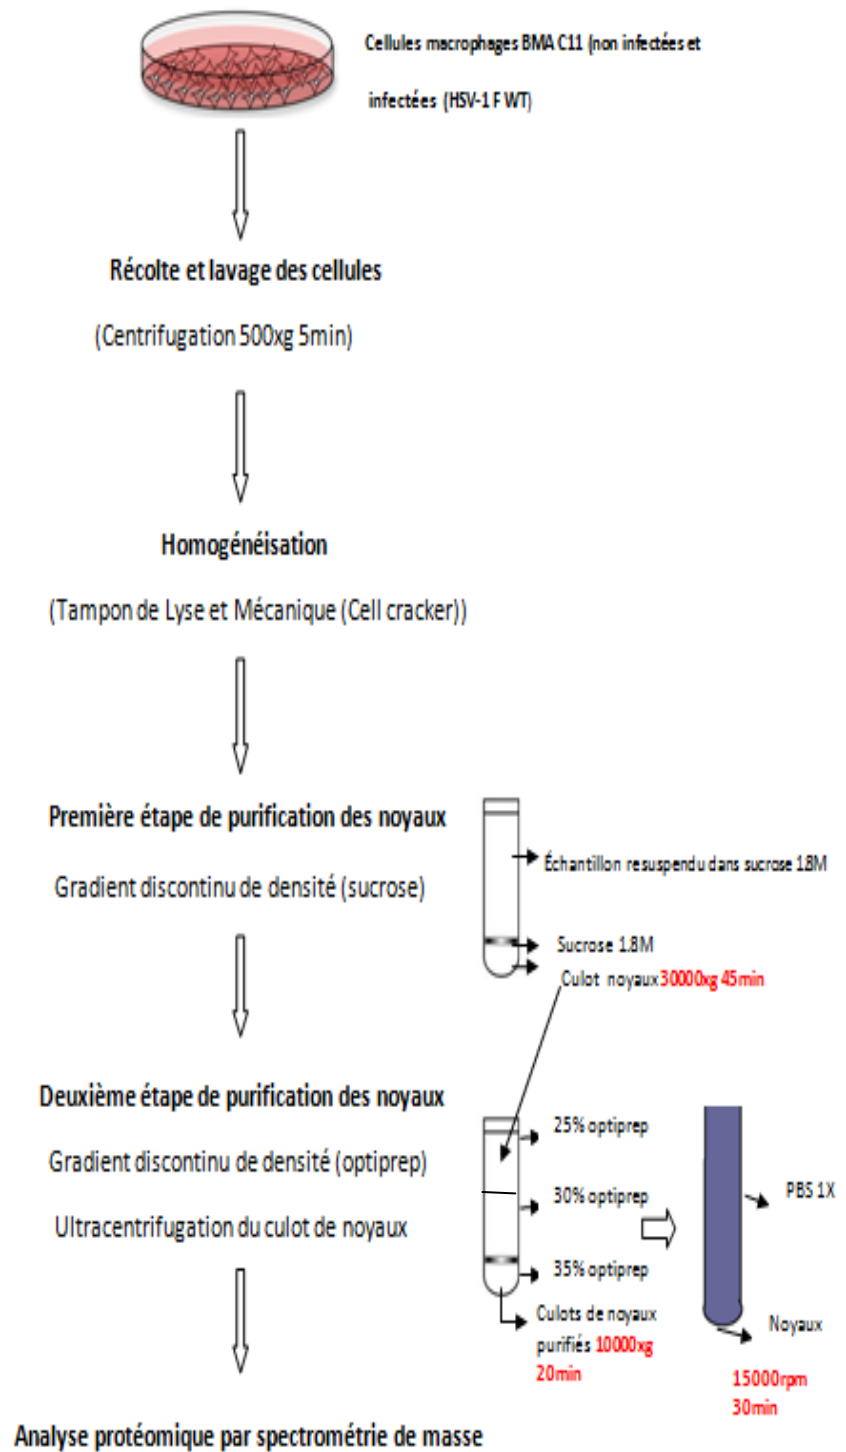 Cellules macrophages BMA C11 (non infectées et
infectées (HSV-1 F WT)
Récolte et lavage des cellules
(Centrifugation 500xg 5min)
Homogénéisation
(Tampon de Lyse et Mécanique (Cell cracker))
Première étape de purification des noyaux
Gradient discontinu de densité (sucrose)
Échantillon resuspendu dans sucrose 1.8M
Sucrose 1.8M
Culot noyaux 30000xg 45min
Deuxième étape de purification des noyaux
Gradient discontinu de densité (optiprep)
Ultracentrifugation du culot de noyaux
25% optiprep
30% optiprep
35% optiprep
Culots de noyaux
purifiés 10000xg
20min
PBS 1X
Noyaux
15000rpm
30min
Analyse protéomique par spectrométrie de masse